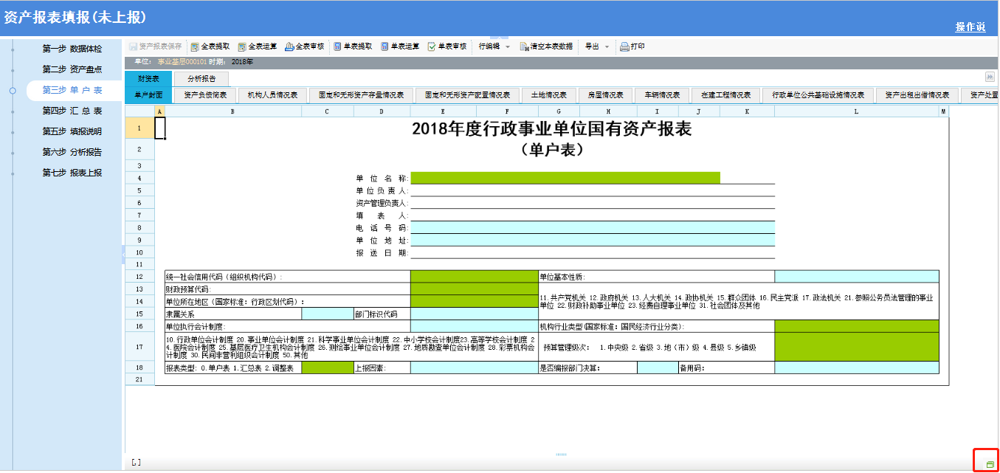 资产报表填报(未上报)
操作说
第一步 数据体检
第二步 资产盘点
第三步 单 户 表
第四步 汇 总 表
第五步 填报说明
第六步 分析报告
第七步 报表上报
资产报表保存 全表提取 全表运算 全表审核 单表提取 单表运算 单表审核 行编辑 清空本表数据 导出 打印
单位: 事业基层000101 时期: 2018年
财资表 分析报告
单户封面 资产负债简表 机构人员情况表 固定和无形资产存量情况表 固定和无形资产配置情况表 土地情况表 房屋情况表 车辆情况表 在建工程情况表 行政单位公共基础设施情况表 资产出租出借情况表 资产处置
A B C D E F G H I J K L M
1 2018年度行政事业单位国有资产报表
2 （单户表）
3
4 单 位 名 称:
5 单 位 负 责 人:
6 资产管理负责人:
7 填 表 人:
8 电 话 号 码:
9 单 位 地 址:
10 报 送 日 期:
11
12 统一社会信用代码（组织机构代码）: 单位基本性质:
13 财政预算代码:
11.共产党机关 12.政府机关 13.人大机关 14.政协机关 15.群众团体 16.民主党派 17.政法机关 21.参照公务员法管理的事业
单位 22.财政补助事业单位 23.经费自理事业单位 31.社会团体及其他
14 单位所在地区（国家标准: 行政区划代码）:
15 隶属关系 部门标识代码
16 单位执行会计制度: 机构行业类型(国家标准: 国民经济行业分类):
17
10.行政单位会计制度 20.事业单位会计制度 21.科学事业单位会计制度 22.中小学校会计制度23.高等学校会计制度 2
4.医院会计制度 25.基层医疗卫生机构会计制度 26.测绘事业单位会计制度 27.地质勘查单位会计制度 28.彩票机构会
计制度 30.民间非营利组织会计制度 50.其他
预算管理级次: 1.中央级 2.省级 3.地（市）级 4.县级 5.乡镇级
18 报表类型: 0.单户表 1.汇总表 2.调整表 上报因素: 是否编报部门决算: 备用码:
21